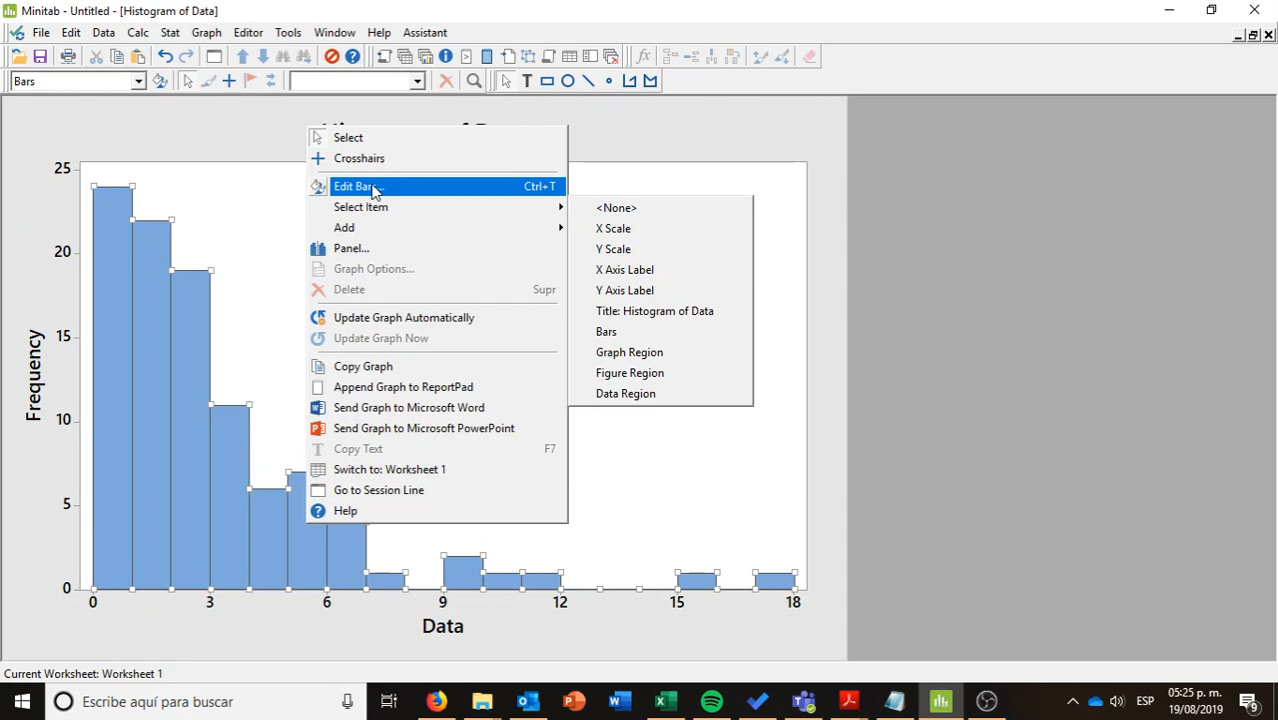 Minitab - Untitled - [Histogram of Data]
File Edit Data Calc Stat Graph Editor Tools Window Help Assistant
Bars
Select
Crosshairs
Ctrl+T
Select Item
Add
Panel...
Graph Options...
Delete Supr
Update Graph Automatically
Update Graph Now
Copy Graph
Append Graph to ReportPad
Send Graph to Microsoft Word
Send Graph to Microsoft PowerPoint
Copy Text F7
Switch to: Worksheet 1
Go to Session Line
Help
<None>
X Scale
Y Scale
X Axis Label
Y Axis Label
Title: Histogram of Data
Bars
Graph Region
Figure Region
Data Region
Frequency
25
20
15
10
5
0
0 3 6 9 12 15 18
Data
Current Worksheet: Worksheet 1
Escribe aquí para buscar
ESP
05:25 p. m.
19/08/2019
9